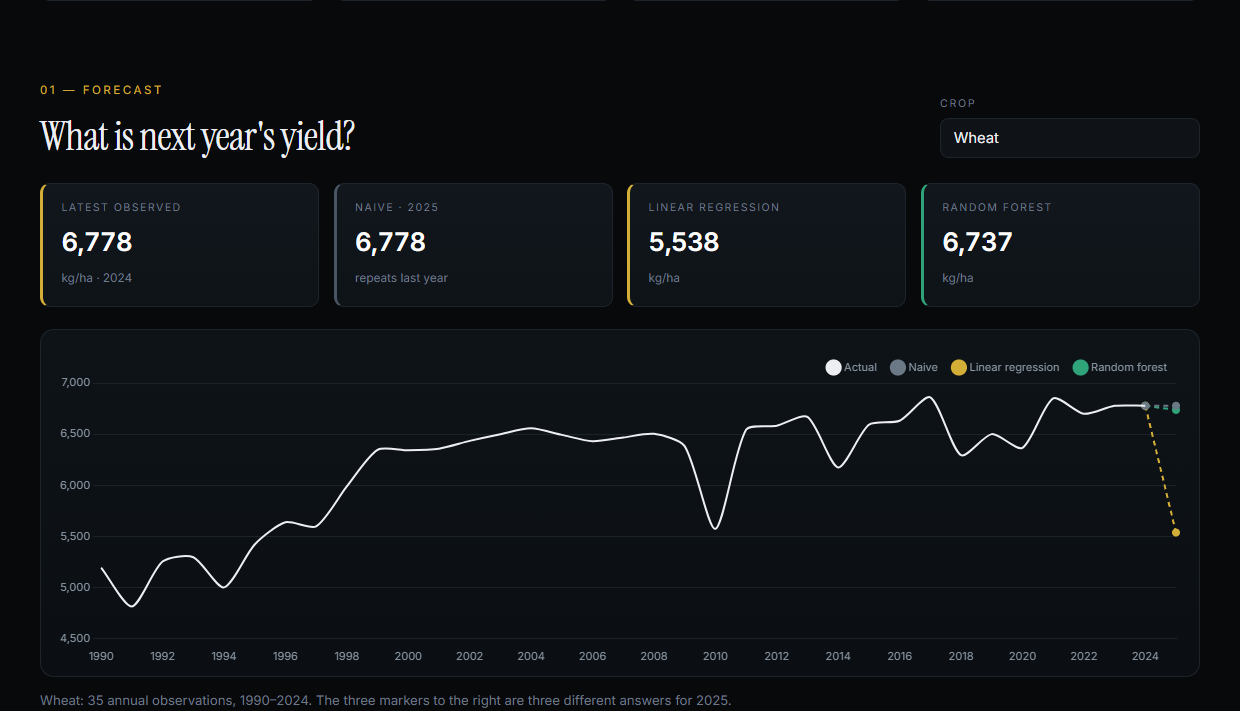 01 — FORECAST
What is next year's yield?
CROP
Wheat
LATEST OBSERVED
6,778
kg/ha · 2024
NAIVE · 2025
6,778
repeats last year
LINEAR REGRESSION
5,538
kg/ha
RANDOM FOREST
6,737
kg/ha
Actual Naive Linear regression Random forest
7,000
6,500
6,000
5,500
5,000
4,500
1990 1992 1994 1996 1998 2000 2002 2004 2006 2008 2010 2012 2014 2016 2018 2020 2022 2024
Wheat: 35 annual observations, 1990–2024. The three markers to the right are three different answers for 2025.